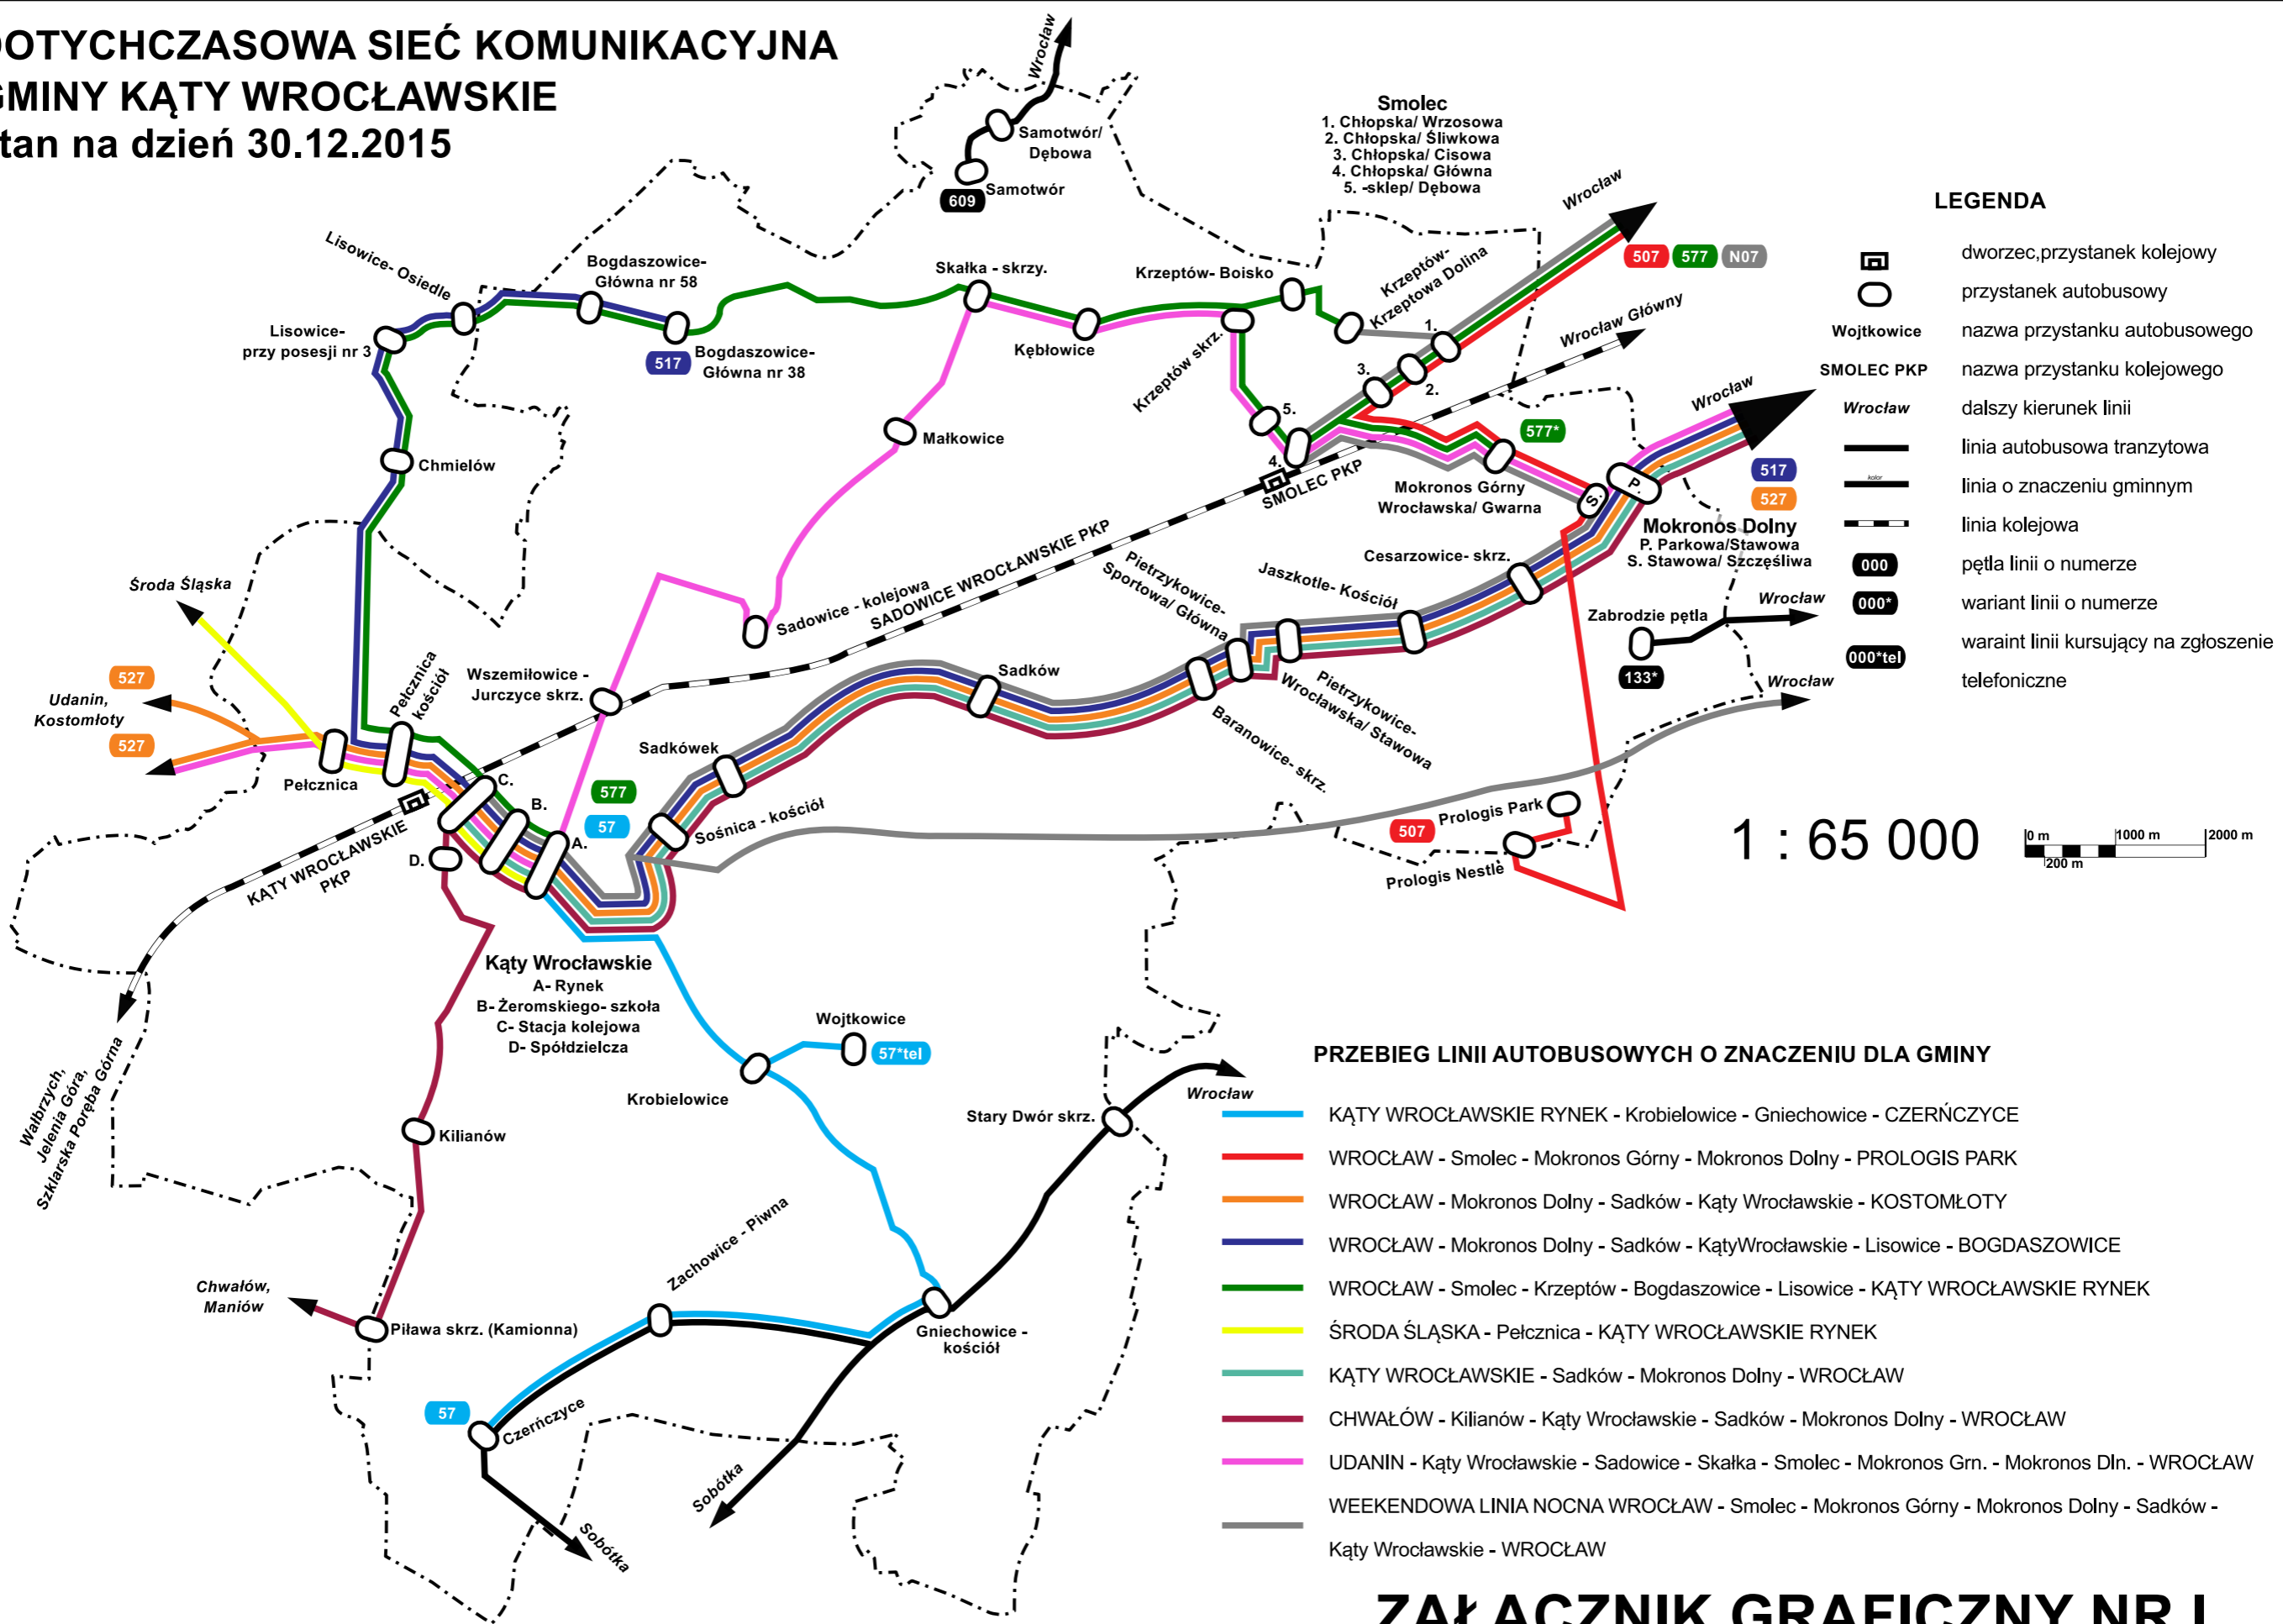 DOTYCHCZASOWA SIEĆ KOMUNIKACYJNA
GMINY KĄTY WROCŁAWSKIE
tan na dzień 30.12.2015
Wrocław
Samotwór/
Dębowa
Samotwór
609
Smolec
1. Chłopska/ Wrzosowa
2. Chłopska/ Śliwkowa
3. Chłopska/ Cisowa
4. Chłopska/ Główna
5. -sklep/ Dębowa
Wrocław
507
577
N07
Wrocław Główny
LEGENDA
dworzec,przystanek kolejowy
przystanek autobusowy
Wojtkowice
nazwa przystanku autobusowego
SMOLEC PKP
nazwa przystanku kolejowego
Wrocław
dalszy kierunek linii
linia autobusowa tranzytowa
kolor
linia o znaczeniu gminnym
linia kolejowa
000
pętla linii o numerze
000*
wariant linii o numerze
000*tel
waraint linii kursujący na zgłoszenie
telefoniczne
Lisowice- Osiedle
Bogdaszowice-
Główna nr 58
Lisowice-
przy posesji nr 3
517
Bogdaszowice-
Główna nr 38
Skałka - skrzy.
Kębłowice
Krzeptów- Boisko
Krzeptów-
Krzeptowa Dolina
Krzeptów skrz.
1.
2.
3.
4.
5.
Małkowice
Chmielów
577*
Mokronos Górny
Wrocławska/ Gwarna
SMOLEC PKP
Wrocław
517
527
S.
P.
Mokronos Dolny
P. Parkowa/Stawowa
S. Stawowa/ Szczęśliwa
Cesarzowice- skrz.
Jaszkotle- Kościół
Pietrzykowice-
Sportowa/ Główna
Pietrzykowice-
Wrocławska/ Stawowa
Baranowice- skrz.
Zabrodzie pętla
133*
Wrocław
Wrocław
Środa Śląska
527
Udanin,
Kostomłoty
527
Pełcznica
Pełcznica
kościół
Wszemiłowice -
Jurczyce skrz.
Sadowice - kolejowa
SADOWICE WROCŁAWSKIE PKP
Sadków
Sadkówek
Sośnica - kościół
577
57
C.
B.
A.
D.
KĄTY WROCŁAWSKIE
PKP
507
Prologis Park
Prologis Nestle
1 : 65 000
0 m
1000 m
2000 m
200 m
Kąty Wrocławskie
A- Rynek
B- Żeromskiego- szkoła
C- Stacja kolejowa
D- Spółdzielcza
Wojtkowice
57*tel
Krobielowice
Wałbrzych,
Jelenia Góra,
Szklarska Poręba Górna
Kilianów
Stary Dwór skrz.
Wrocław
Chwałów,
Maniów
Piława skrz. (Kamionna)
Zachowice - Piwna
Gniechowice -
kościół
57
Czerńczyce
Sobótka
Sobótka
PRZEBIEG LINII AUTOBUSOWYCH O ZNACZENIU DLA GMINY
KĄTY WROCŁAWSKIE RYNEK - Krobielowice - Gniechowice - CZERŃCZYCE
WROCŁAW - Smolec - Mokronos Górny - Mokronos Dolny - PROLOGIS PARK
WROCŁAW - Mokronos Dolny - Sadków - Kąty Wrocławskie - KOSTOMŁOTY
WROCŁAW - Mokronos Dolny - Sadków - KątyWrocławskie - Lisowice - BOGDASZOWICE
WROCŁAW - Smolec - Krzeptów - Bogdaszowice - Lisowice - KĄTY WROCŁAWSKIE RYNEK
ŚRODA ŚLĄSKA - Pełcznica - KĄTY WROCŁAWSKIE RYNEK
KĄTY WROCŁAWSKIE - Sadków - Mokronos Dolny - WROCŁAW
CHWAŁÓW - Kilianów - Kąty Wrocławskie - Sadków - Mokronos Dolny - WROCŁAW
UDANIN - Kąty Wrocławskie - Sadowice - Skałka - Smolec - Mokronos Grn. - Mokronos Dln. - WROCŁAW
WEEKENDOWA LINIA NOCNA WROCŁAW - Smolec - Mokronos Górny - Mokronos Dolny - Sadków -
Kąty Wrocławskie - WROCŁAW
ZAŁĄCZNIK GRAFICZNY NR I